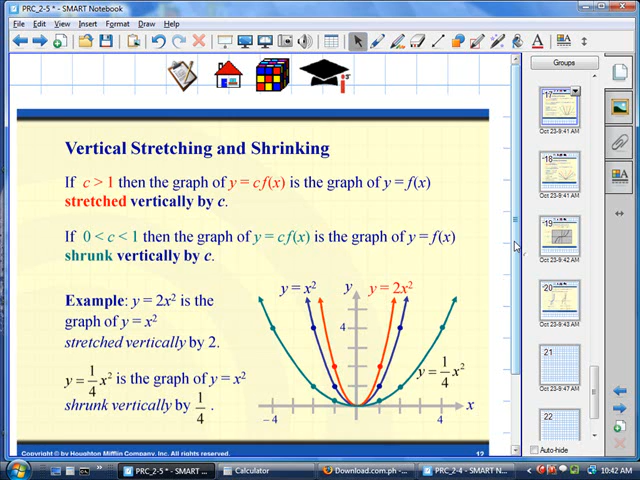 PRC_2-5 * - SMART Notebook
File Edit View Insert Format Draw Help
Groups
Vertical Stretching and Shrinking
If c > 1 then the graph of y = c f(x) is the graph of y = f(x)
stretched vertically by c.
If 0 < c < 1 then the graph of y = c f(x) is the graph of y = f(x)
shrunk vertically by c.
Example: y = 2x² is the
graph of y = x²
stretched vertically by 2.
y = 1/4 x² is the graph of y = x²
shrunk vertically by 1/4 .
y = x²
y
y = 2x²
4
y = 1/4 x²
– 4
4
x
Copyright © by Houghton Mifflin Company, Inc. All rights reserved.
12
17
Oct 23-9:41 AM
18
Oct 23-9:41 AM
19
Oct 23-9:42 AM
20
Oct 23-9:43 AM
21
Oct 23-9:47 AM
22
Auto-hide
PRC_2-5 * - SMART ...
Calculator
Download.com.ph -...
PRC_2-4 - SMART N...
10:42 AM